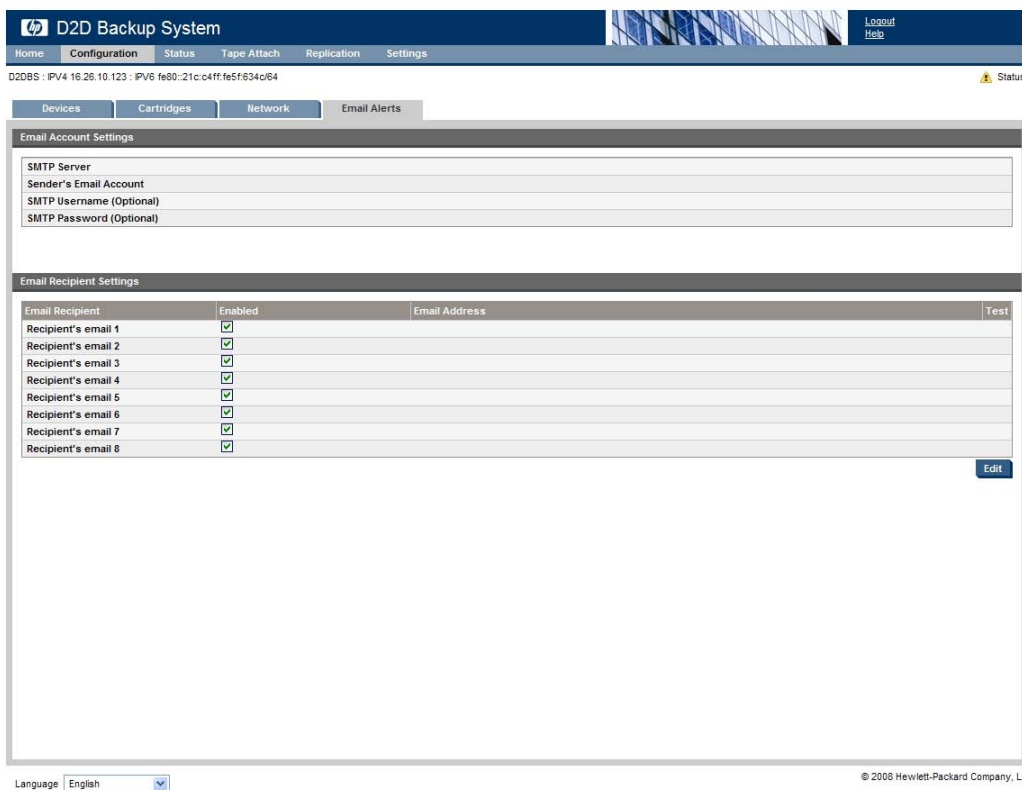 hp D2D Backup System
Logout
Help
Home Configuration Status Tape Attach Replication Settings
D2DBS : IPV4 16.26.10.123 : IPV6 fe80::21c:c4ff:fe5f:634c/64
Status
Devices Cartridges Network Email Alerts
Email Account Settings
SMTP Server
Sender's Email Account
SMTP Username (Optional)
SMTP Password (Optional)
Email Recipient Settings
Email Recipient Enabled Email Address Test
Recipient's email 1
Recipient's email 2
Recipient's email 3
Recipient's email 4
Recipient's email 5
Recipient's email 6
Recipient's email 7
Recipient's email 8
Edit
Language English
© 2008 Hewlett-Packard Company, L